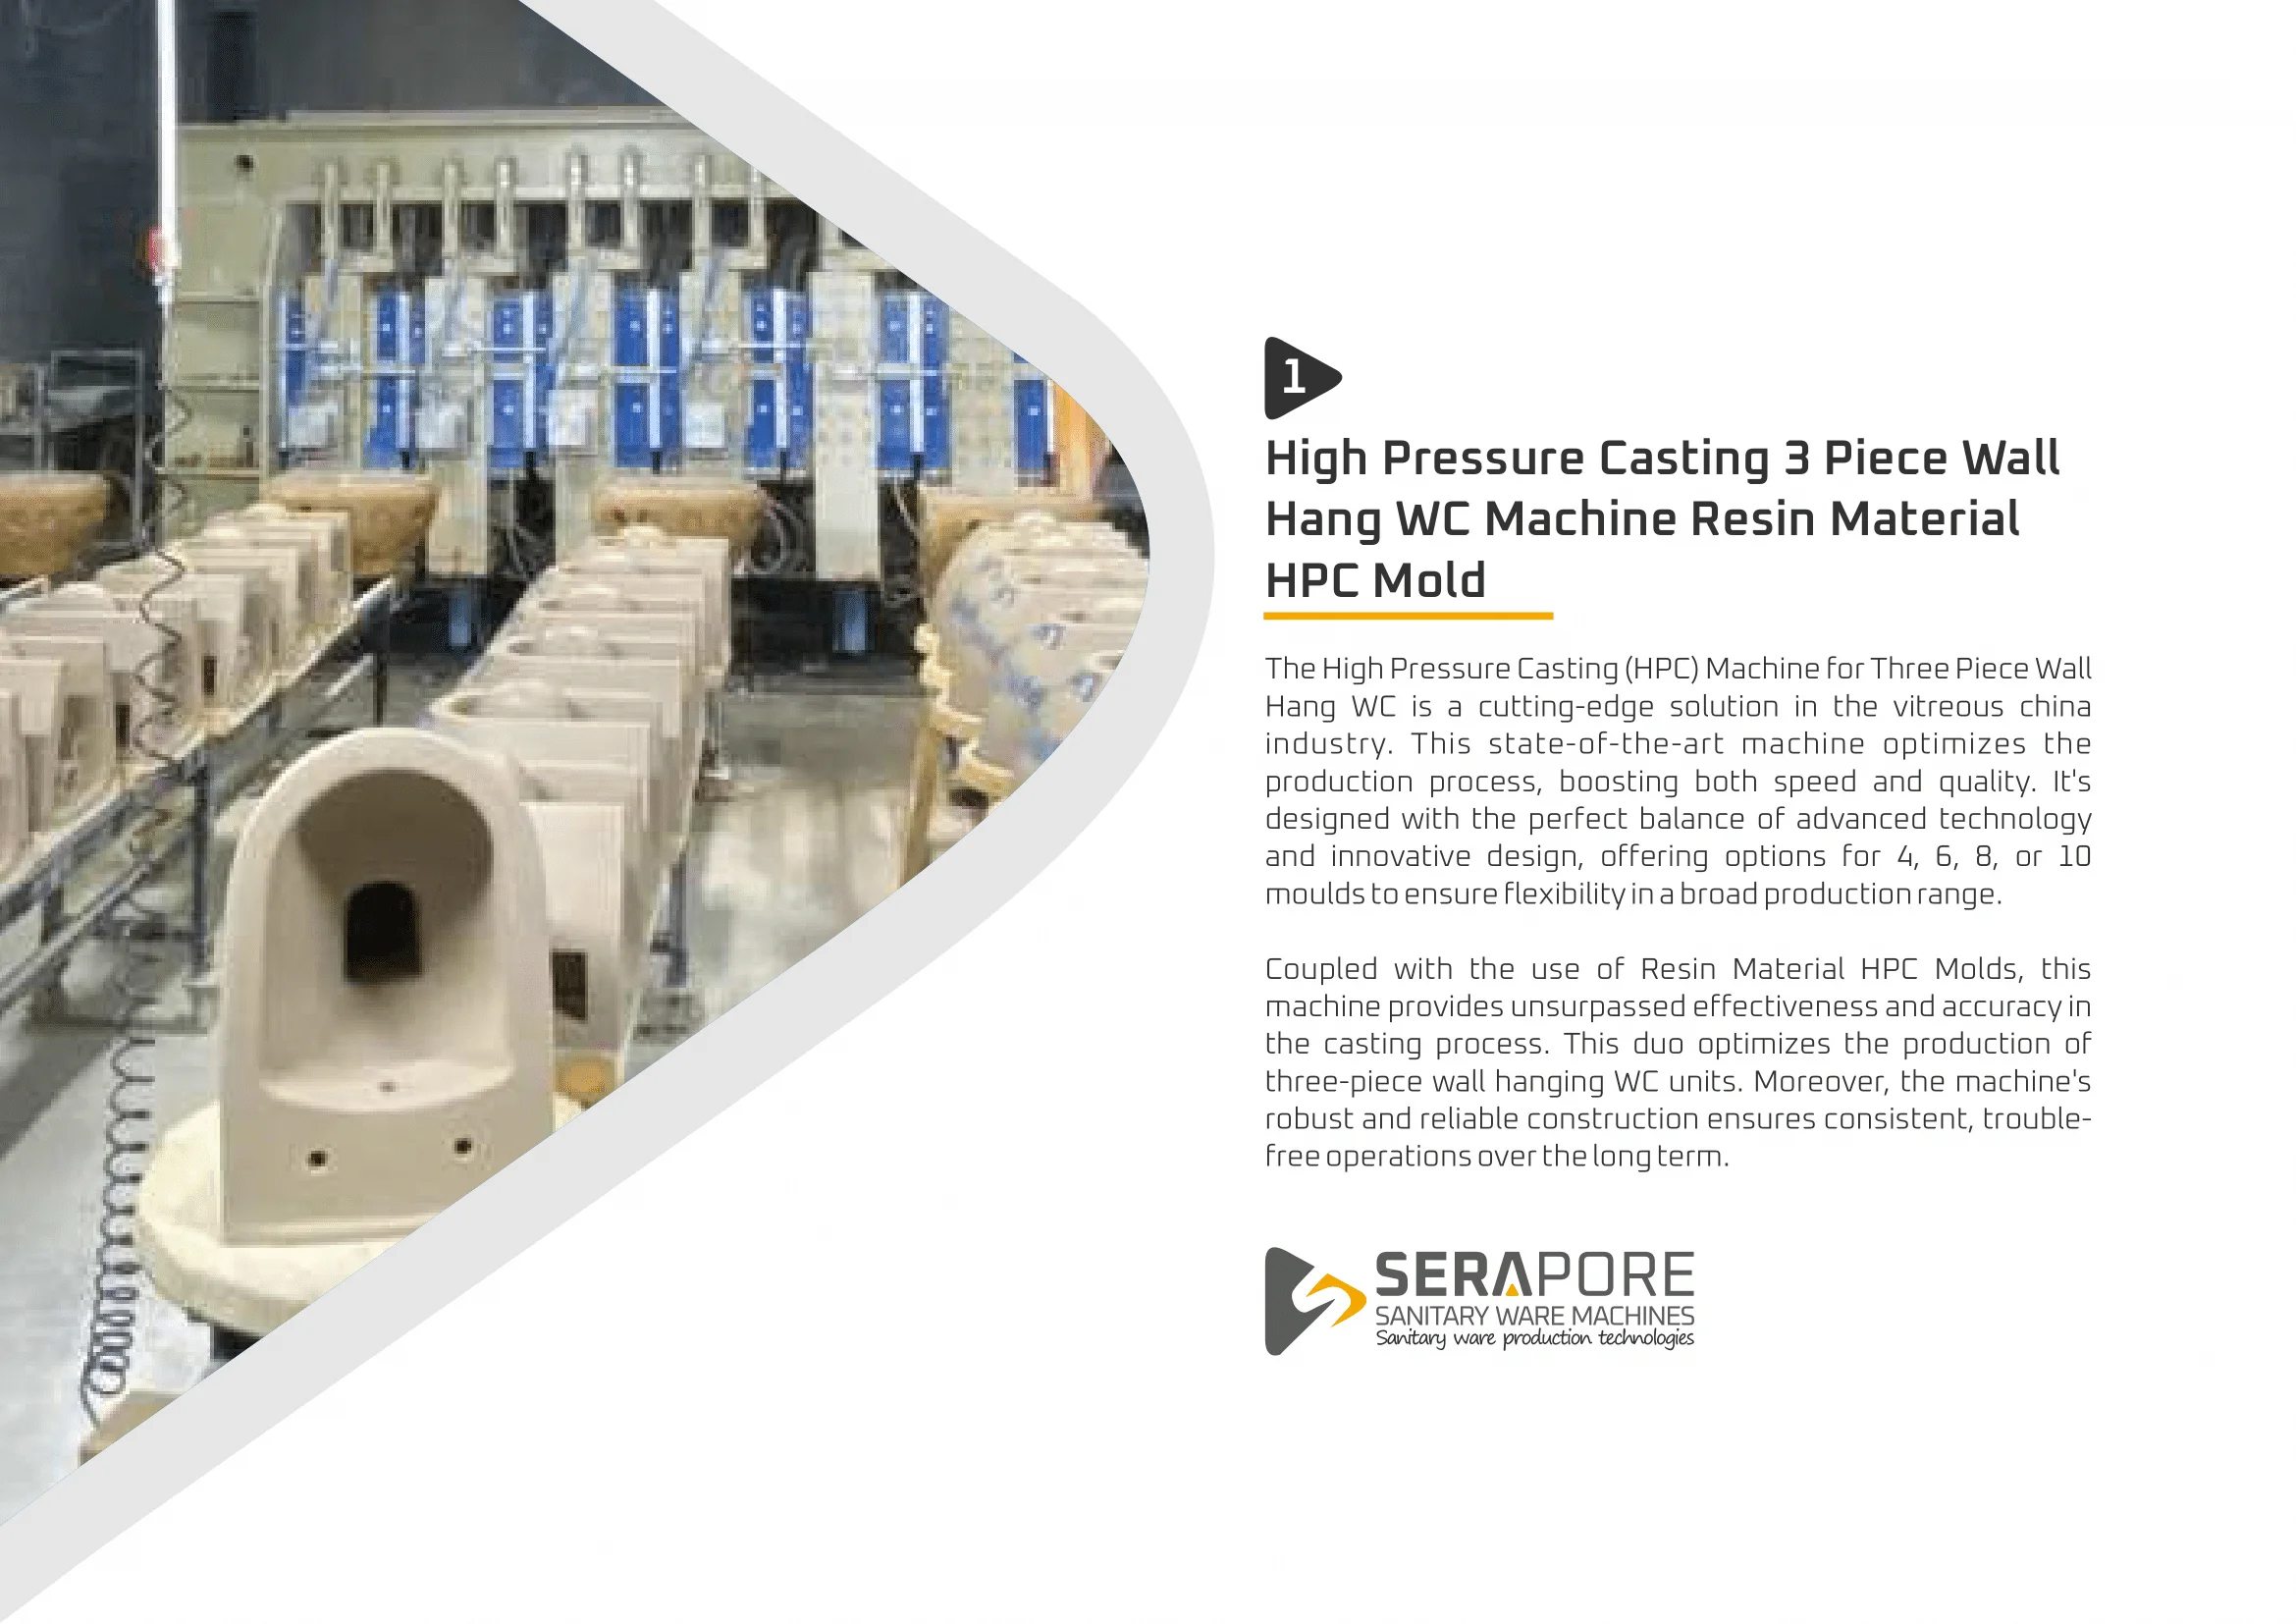 1
High Pressure Casting 3 Piece Wall
Hang WC Machine Resin Material
HPC Mold
The High Pressure Casting (HPC) Machine for Three Piece Wall
Hang WC is a cutting-edge solution in the vitreous china
industry. This state-of-the-art machine optimizes the
production process, boosting both speed and quality. It's
designed with the perfect balance of advanced technology
and innovative design, offering options for 4, 6, 8, or 10
moulds to ensure flexibility in a broad production range.
Coupled with the use of Resin Material HPC Molds, this
machine provides unsurpassed effectiveness and accuracy in
the casting process. This duo optimizes the production of
three-piece wall hanging WC units. Moreover, the machine's
robust and reliable construction ensures consistent, trouble-
free operations over the long term.
SERAPORE
SANITARY WARE MACHINES
Sanitary ware production technologies